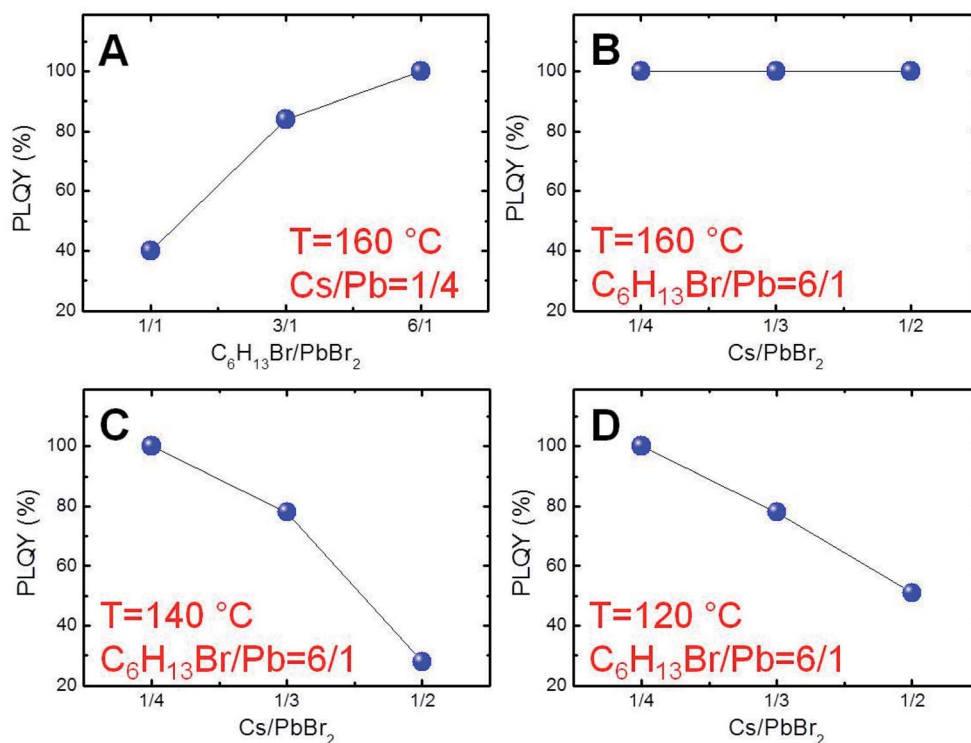 A
PLQY (%)
100
80
60
40
20
T=160 °C
Cs/Pb=1/4
1/1 3/1 6/1
C₆H₁₃Br/PbBr₂
B
PLQY (%)
100
80
60
40
20
T=160 °C
C₆H₁₃Br/Pb=6/1
1/4 1/3 1/2
Cs/PbBr₂
C
PLQY (%)
100
80
60
40
20
T=140 °C
C₆H₁₃Br/Pb=6/1
1/4 1/3 1/2
Cs/PbBr₂
D
PLQY (%)
100
80
60
40
20
T=120 °C
C₆H₁₃Br/Pb=6/1
1/4 1/3 1/2
Cs/PbBr₂